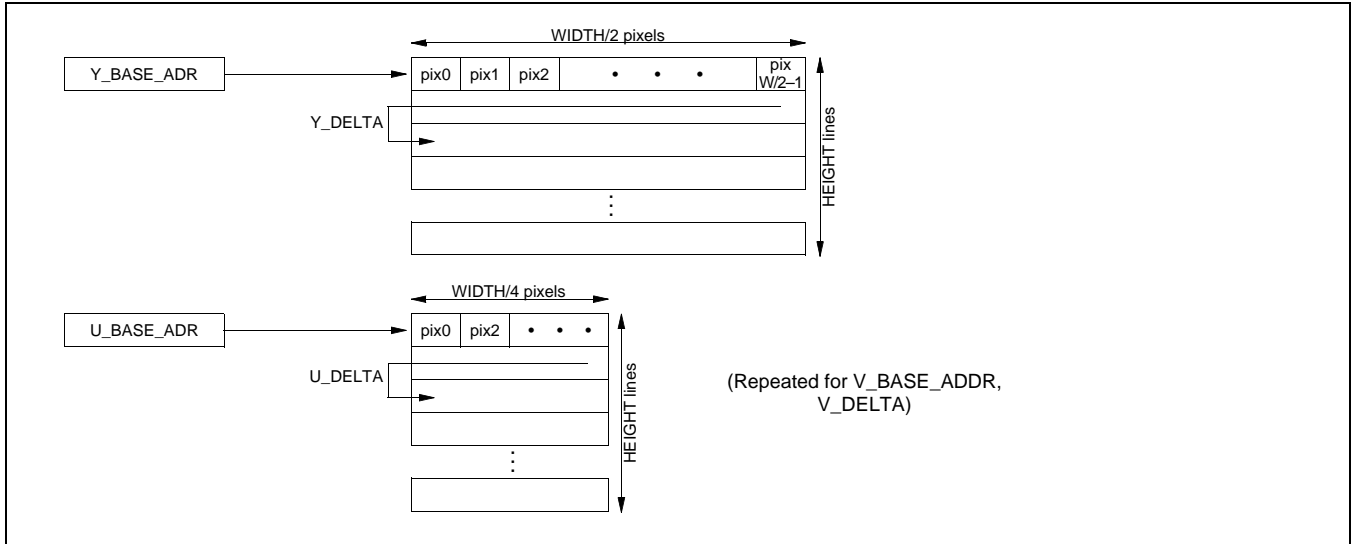 WIDTH/2 pixels
Y_BASE_ADR
pix0 pix1 pix2 • • • pix
W/2–1
Y_DELTA
HEIGHT lines
WIDTH/4 pixels
U_BASE_ADR
pix0 pix2 • • •
U_DELTA
HEIGHT lines
(Repeated for V_BASE_ADDR,
V_DELTA)